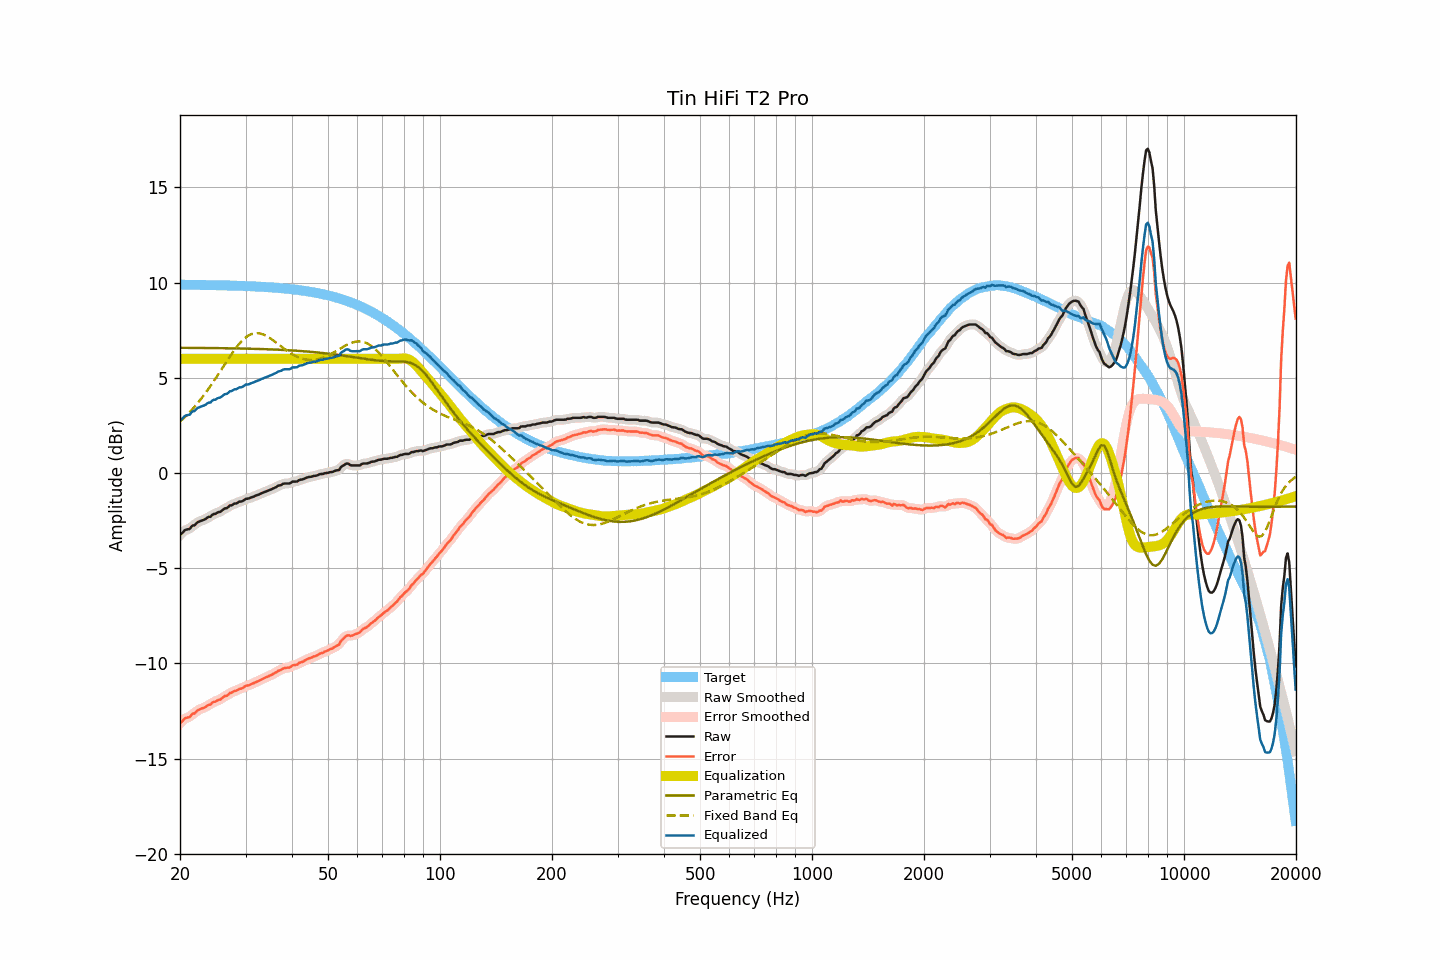 Tin HiFi T2 Pro
Amplitude (dBr)
15
10
5
0
−5
−10
−15
−20
Target
Raw Smoothed
Error Smoothed
Raw
Error
Equalization
Parametric Eq
Fixed Band Eq
Equalized
20 50 100 200 500 1000 2000 5000 10000 20000
Frequency (Hz)